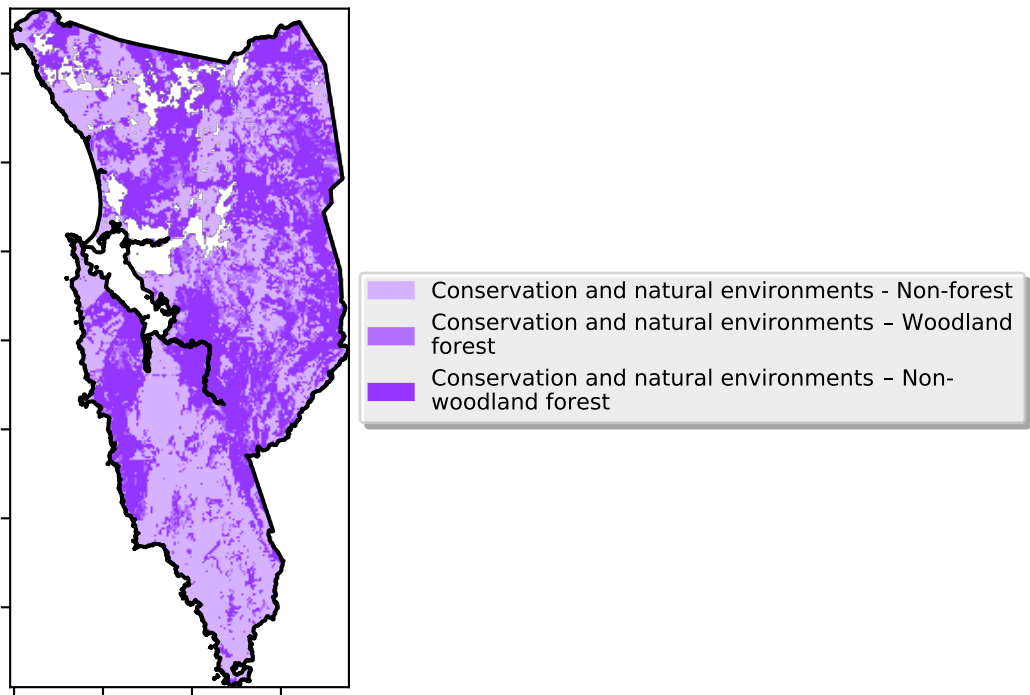 Conservation and natural environments - Non-forest
Conservation and natural environments – Woodland
forest
Conservation and natural environments – Non-
woodland forest